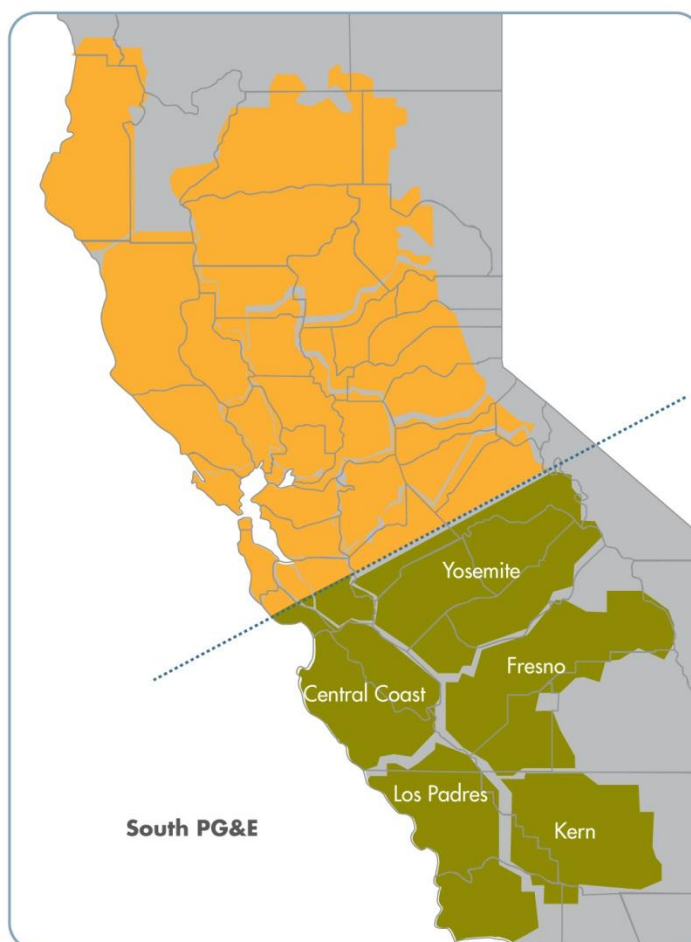 Yosemite
Fresno
Central Coast
Los Padres
South PG&E
Kern